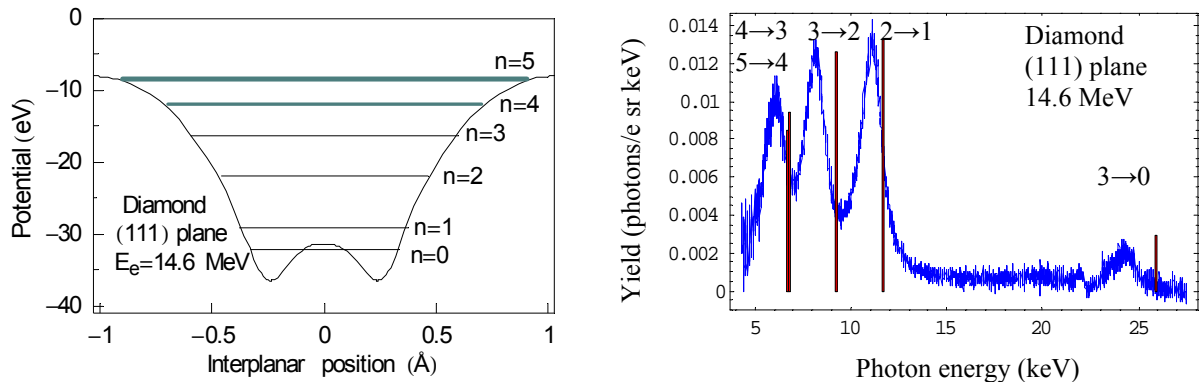 0
−10
−20
−30
−40
Potential (eV)
n=5
n=4
n=3
n=2
n=1
n=0
Diamond
(111) plane
E_e=14.6 MeV
−1
−0.5
0
0.5
1
Interplanar position (Å)
0.014
0.012
0.01
0.008
0.006
0.004
0.002
0
Yield (photons/e sr keV)
4→3 3→2 2→1
5→4
Diamond
(111) plane
14.6 MeV
3→0
5
10
15
20
25
Photon energy (keV)